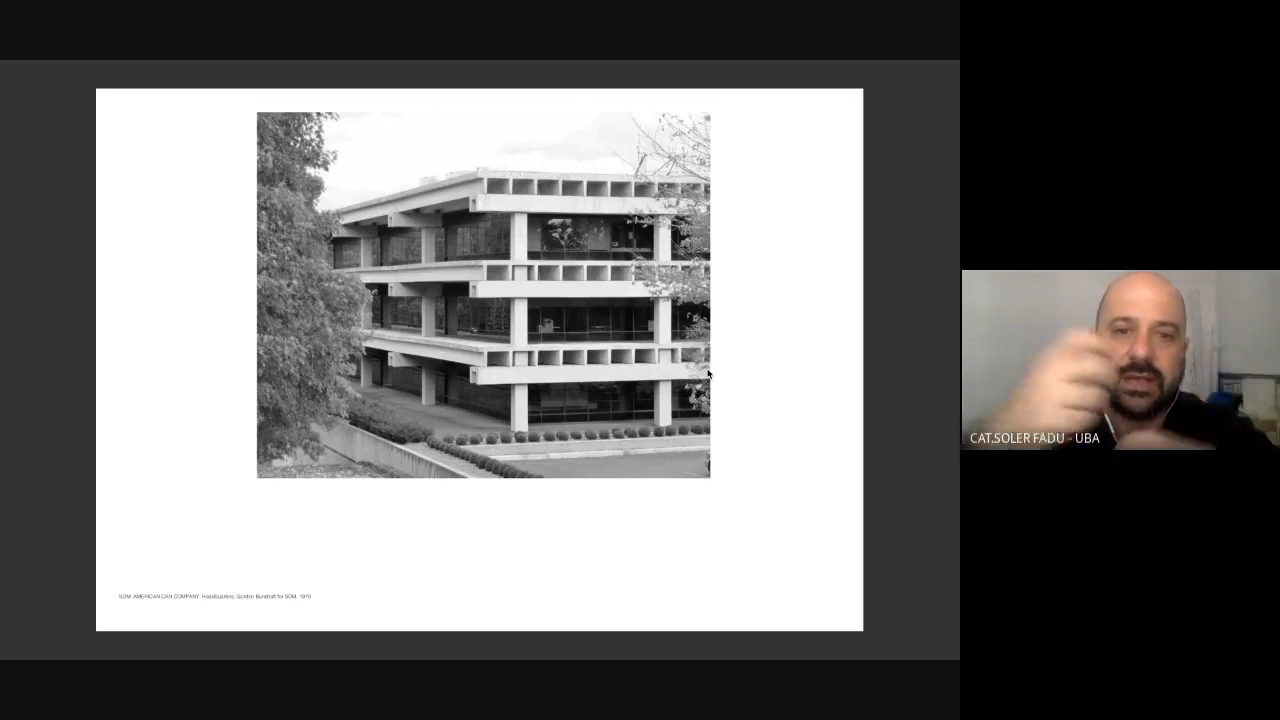 SOM. AMERICAN CAN COMPANY. Headquarters, Gordon Bunshaft for SOM. 1970
CAT.SOLER FADU - UBA